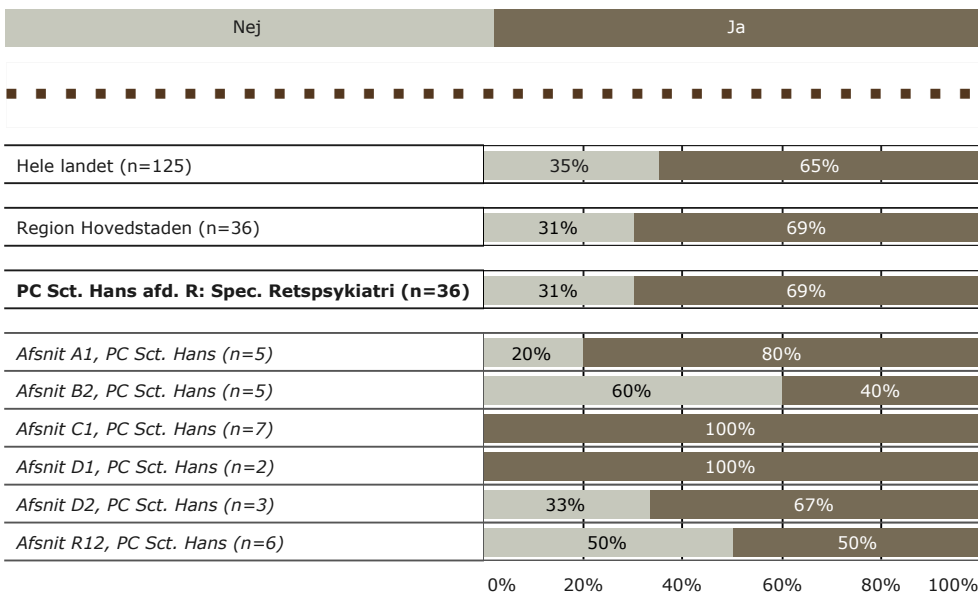 Nej Ja
Hele landet (n=125) 35% 65%
Region Hovedstaden (n=36) 31% 69%
PC Sct. Hans afd. R: Spec. Retspsykiatri (n=36) 31% 69%
Afsnit A1, PC Sct. Hans (n=5) 20% 80%
Afsnit B2, PC Sct. Hans (n=5) 60% 40%
Afsnit C1, PC Sct. Hans (n=7) 100%
Afsnit D1, PC Sct. Hans (n=2) 100%
Afsnit D2, PC Sct. Hans (n=3) 33% 67%
Afsnit R12, PC Sct. Hans (n=6) 50% 50%
0% 20% 40% 60% 80% 100%